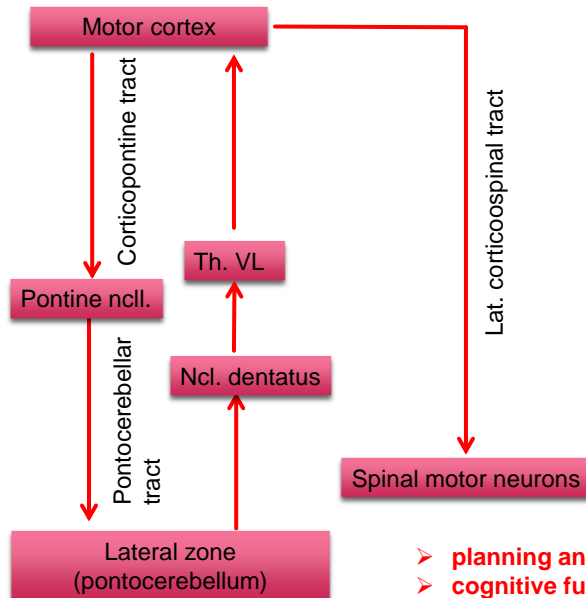 Motor cortex
Corticopontine tract
Lat. corticoospinal tract
Th. VL
Pontine ncll.
Ncl. dentatus
Pontocerebellar
tract
Spinal motor neurons
Lateral zone
(pontocerebellum)
➢ planning an
➢ cognitive fu